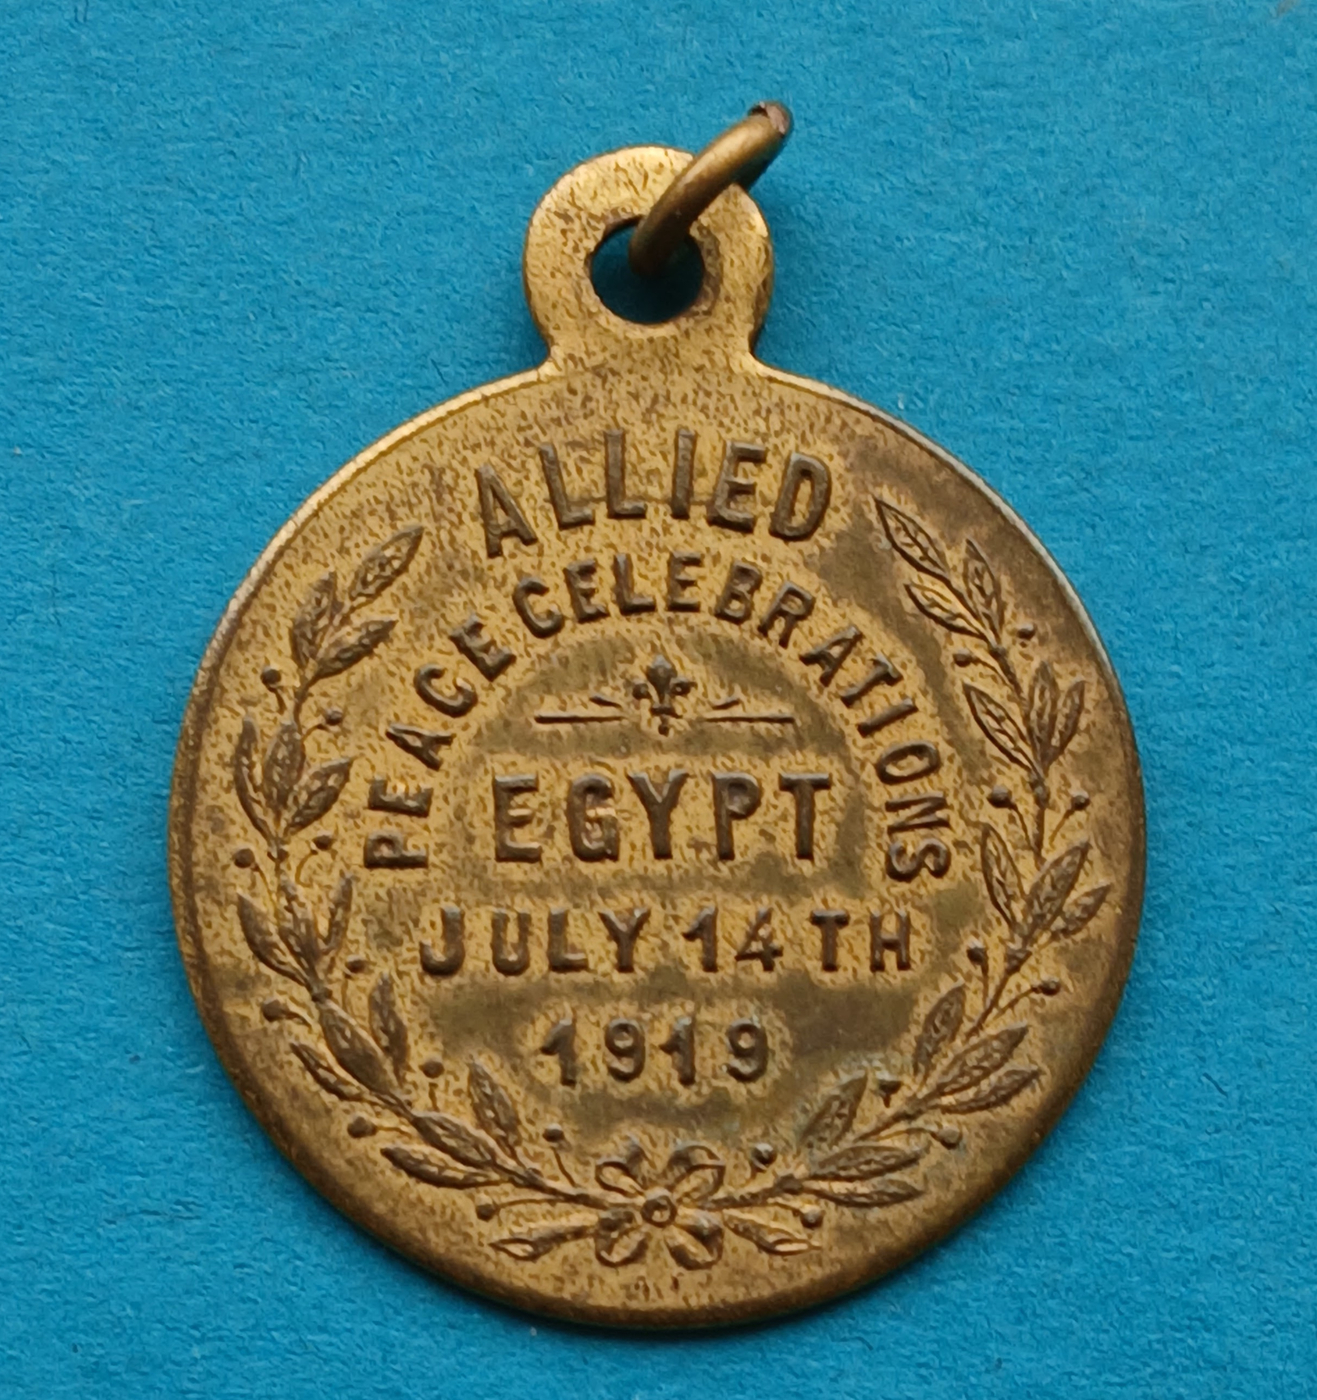 ALLIED
PEACE CELEBRATIONS
EGYPT
JULY 14TH
1919